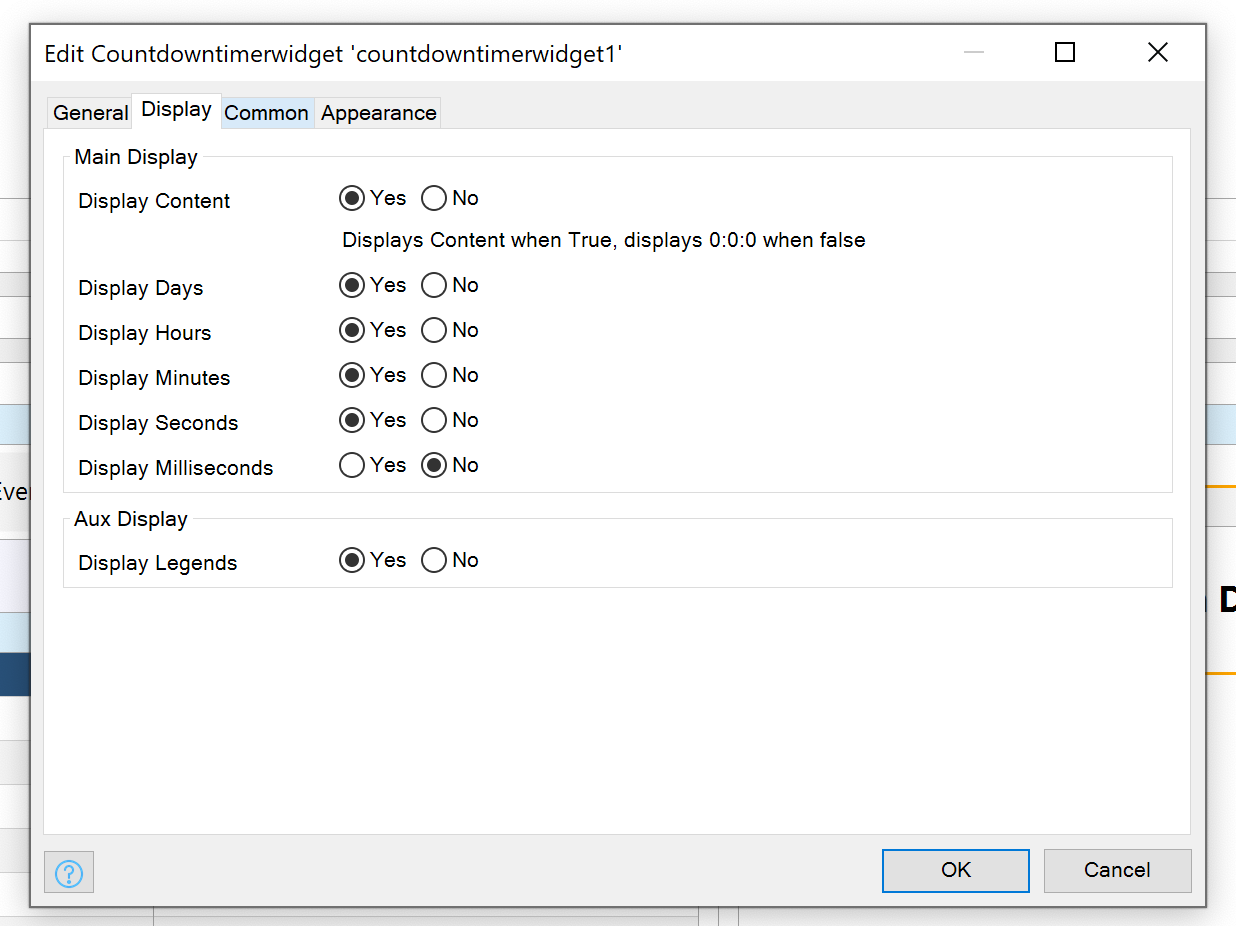 Edit Countdowntimerwidget 'countdowntimerwidget1'
General Display Common Appearance
Main Display
Display Content Yes No
Displays Content when True, displays 0:0:0 when false
Display Days Yes No
Display Hours Yes No
Display Minutes Yes No
Display Seconds Yes No
Display Milliseconds Yes No
Aux Display
Display Legends Yes No
OK Cancel